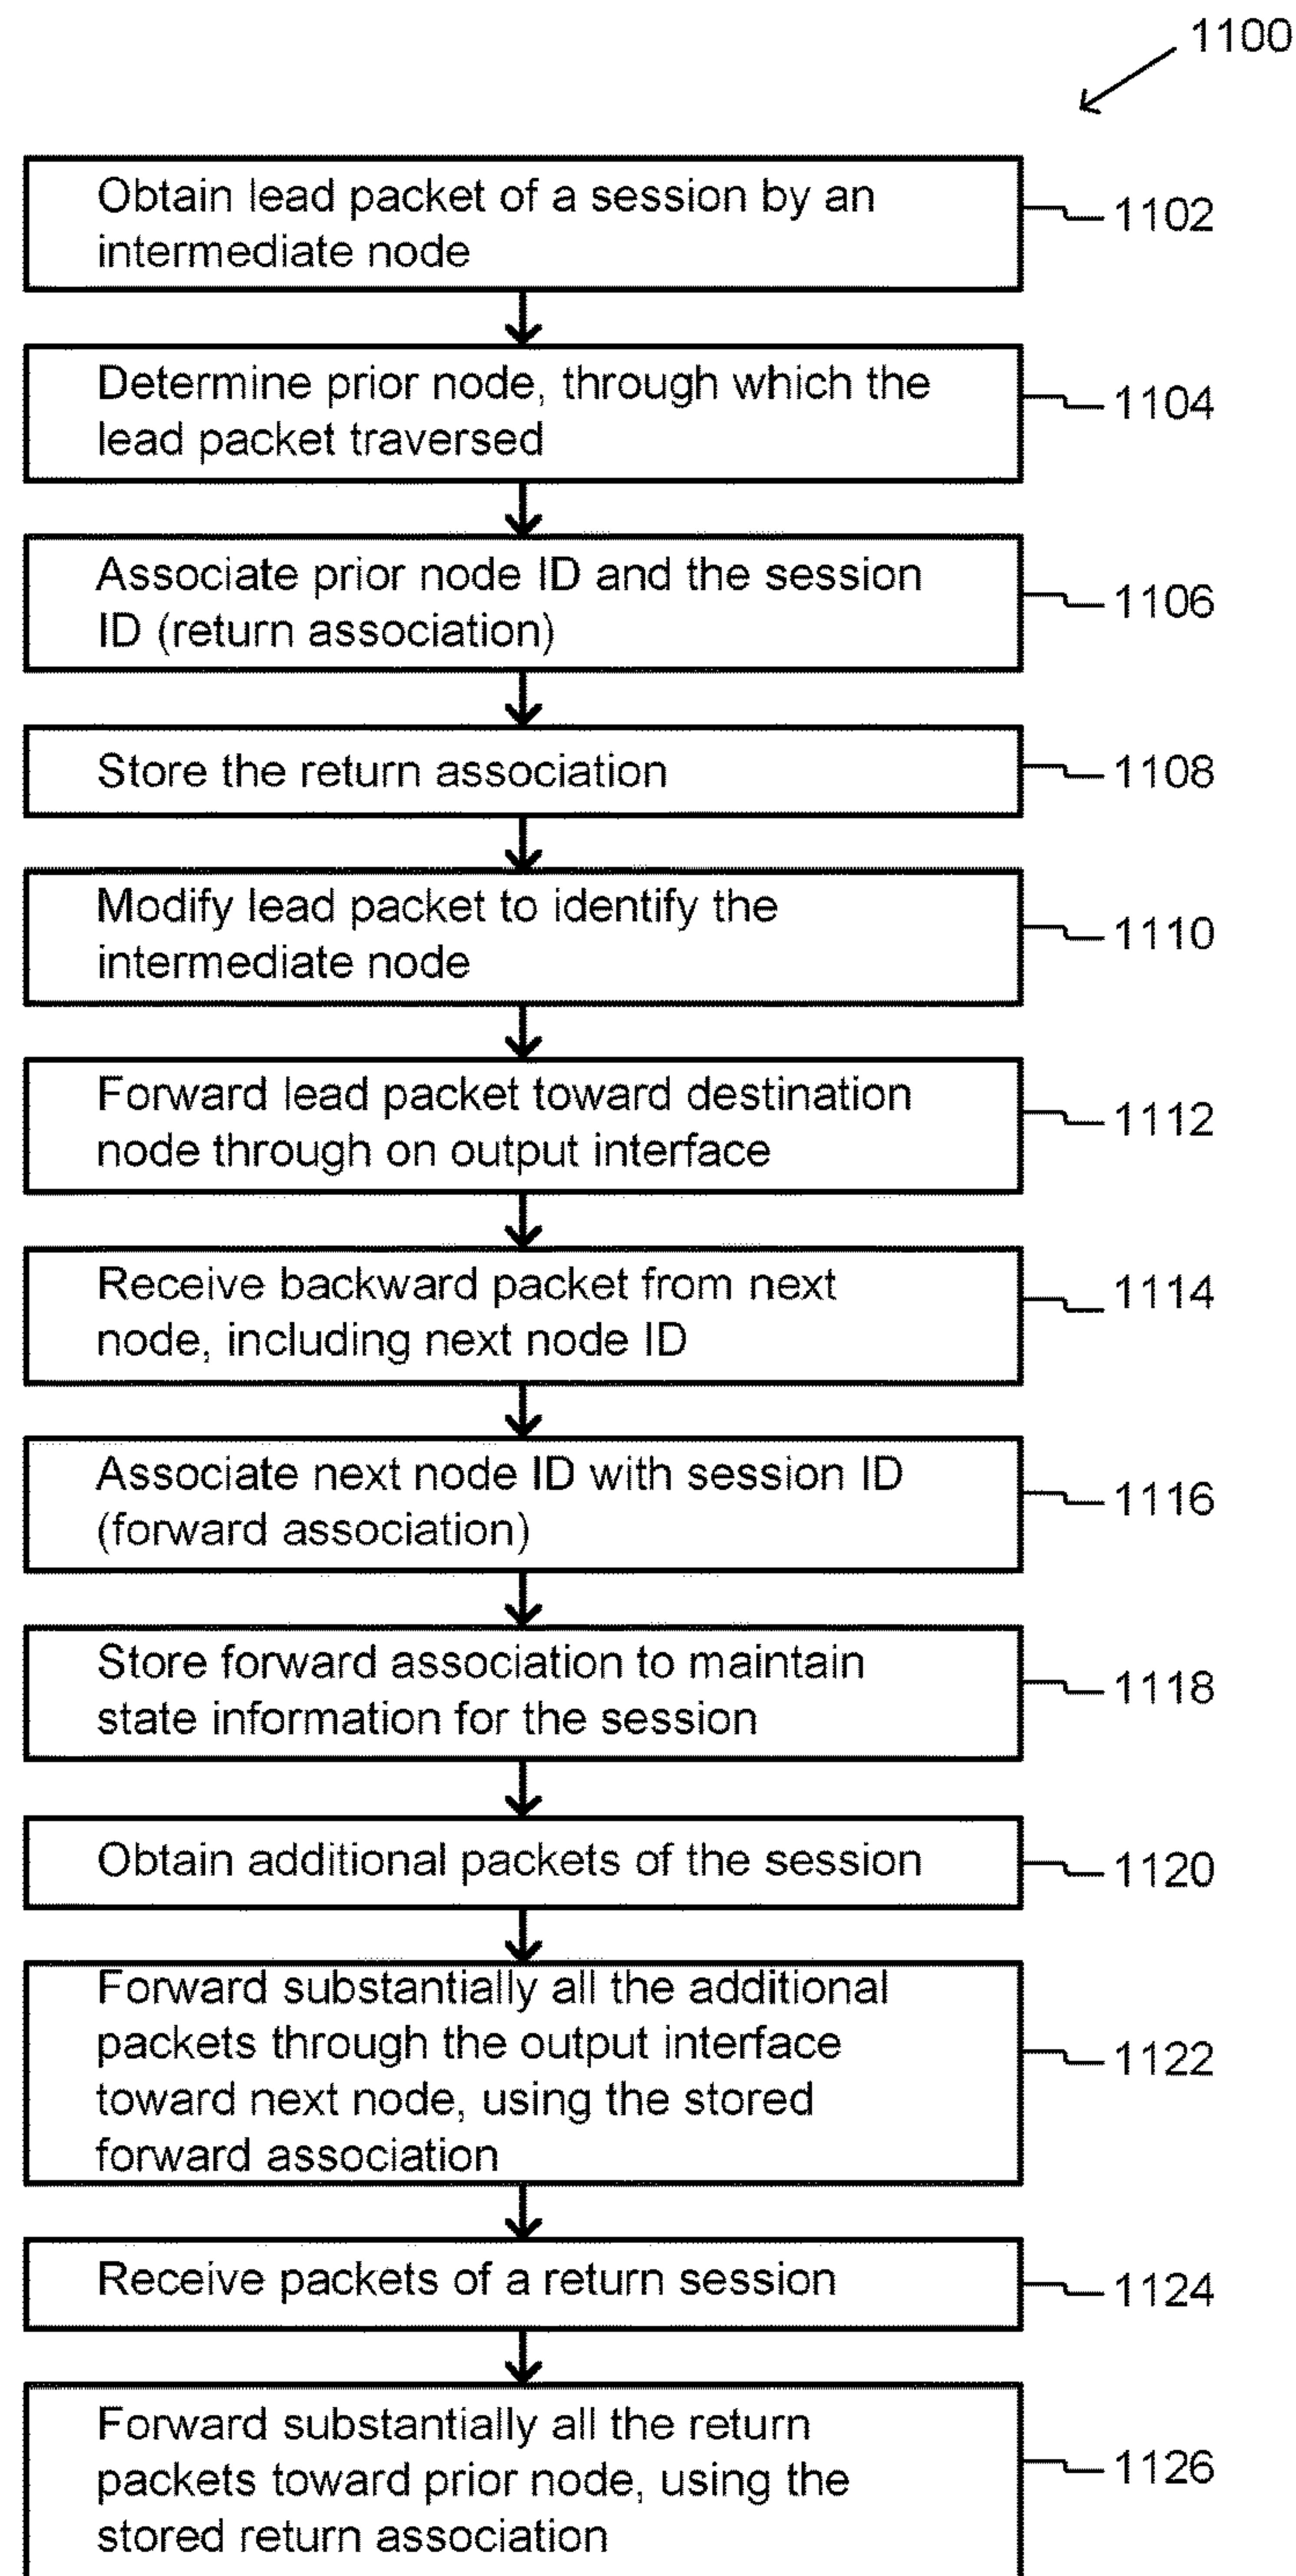 1100
Obtain lead packet of a session by an
intermediate node
1102
Determine prior node, through which the
lead packet traversed
1104
Associate prior node ID and the session
ID (return association)
1106
Store the return association
1108
Modify lead packet to identify the
intermediate node
1110
Forward lead packet toward destination
node through on output interface
1112
Receive backward packet from next
node, including next node ID
1114
Associate next node ID with session ID
(forward association)
1116
Store forward association to maintain
state information for the session
1118
Obtain additional packets of the session
1120
Forward substantially all the additional
packets through the output interface
toward next node, using the stored
forward association
1122
Receive packets of a return session
1124
Forward substantially all the return
packets toward prior node, using the
stored return association
1126